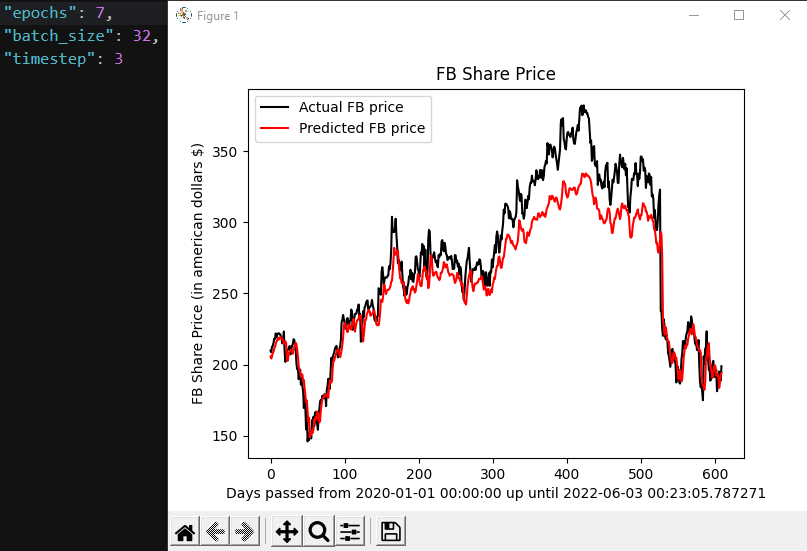 "epochs": 7,
"batch_size": 32,
"timestep": 3
Figure 1
FB Share Price
Actual FB price
Predicted FB price
FB Share Price (in american dollars $)
350
300
250
200
150
0 100 200 300 400 500 600
Days passed from 2020-01-01 00:00:00 up until 2022-06-03 00:23:05.787271